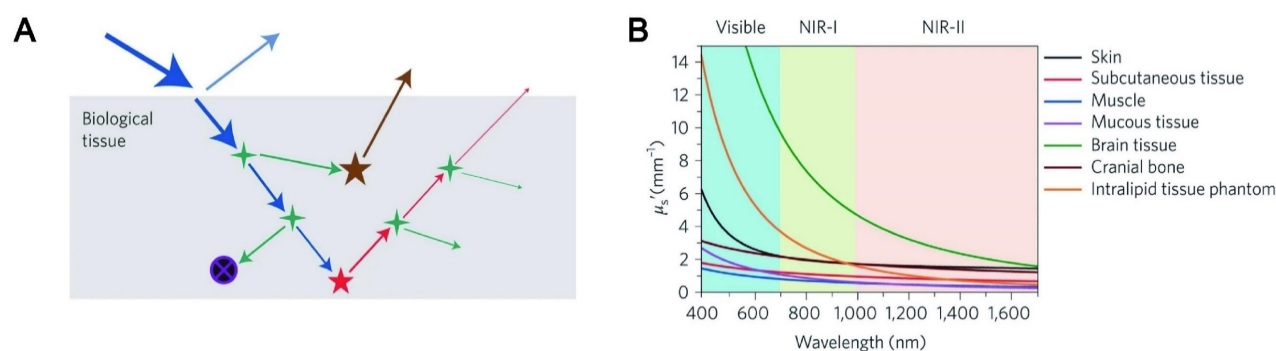 A
Biological
tissue
B
Visible NIR-I NIR-II
14
12
10
8
6
4
2
0
μs′(mm⁻¹)
400 600 800 1,000 1,200 1,400 1,600
Wavelength (nm)
Skin
Subcutaneous tissue
Muscle
Mucous tissue
Brain tissue
Cranial bone
Intralipid tissue phantom